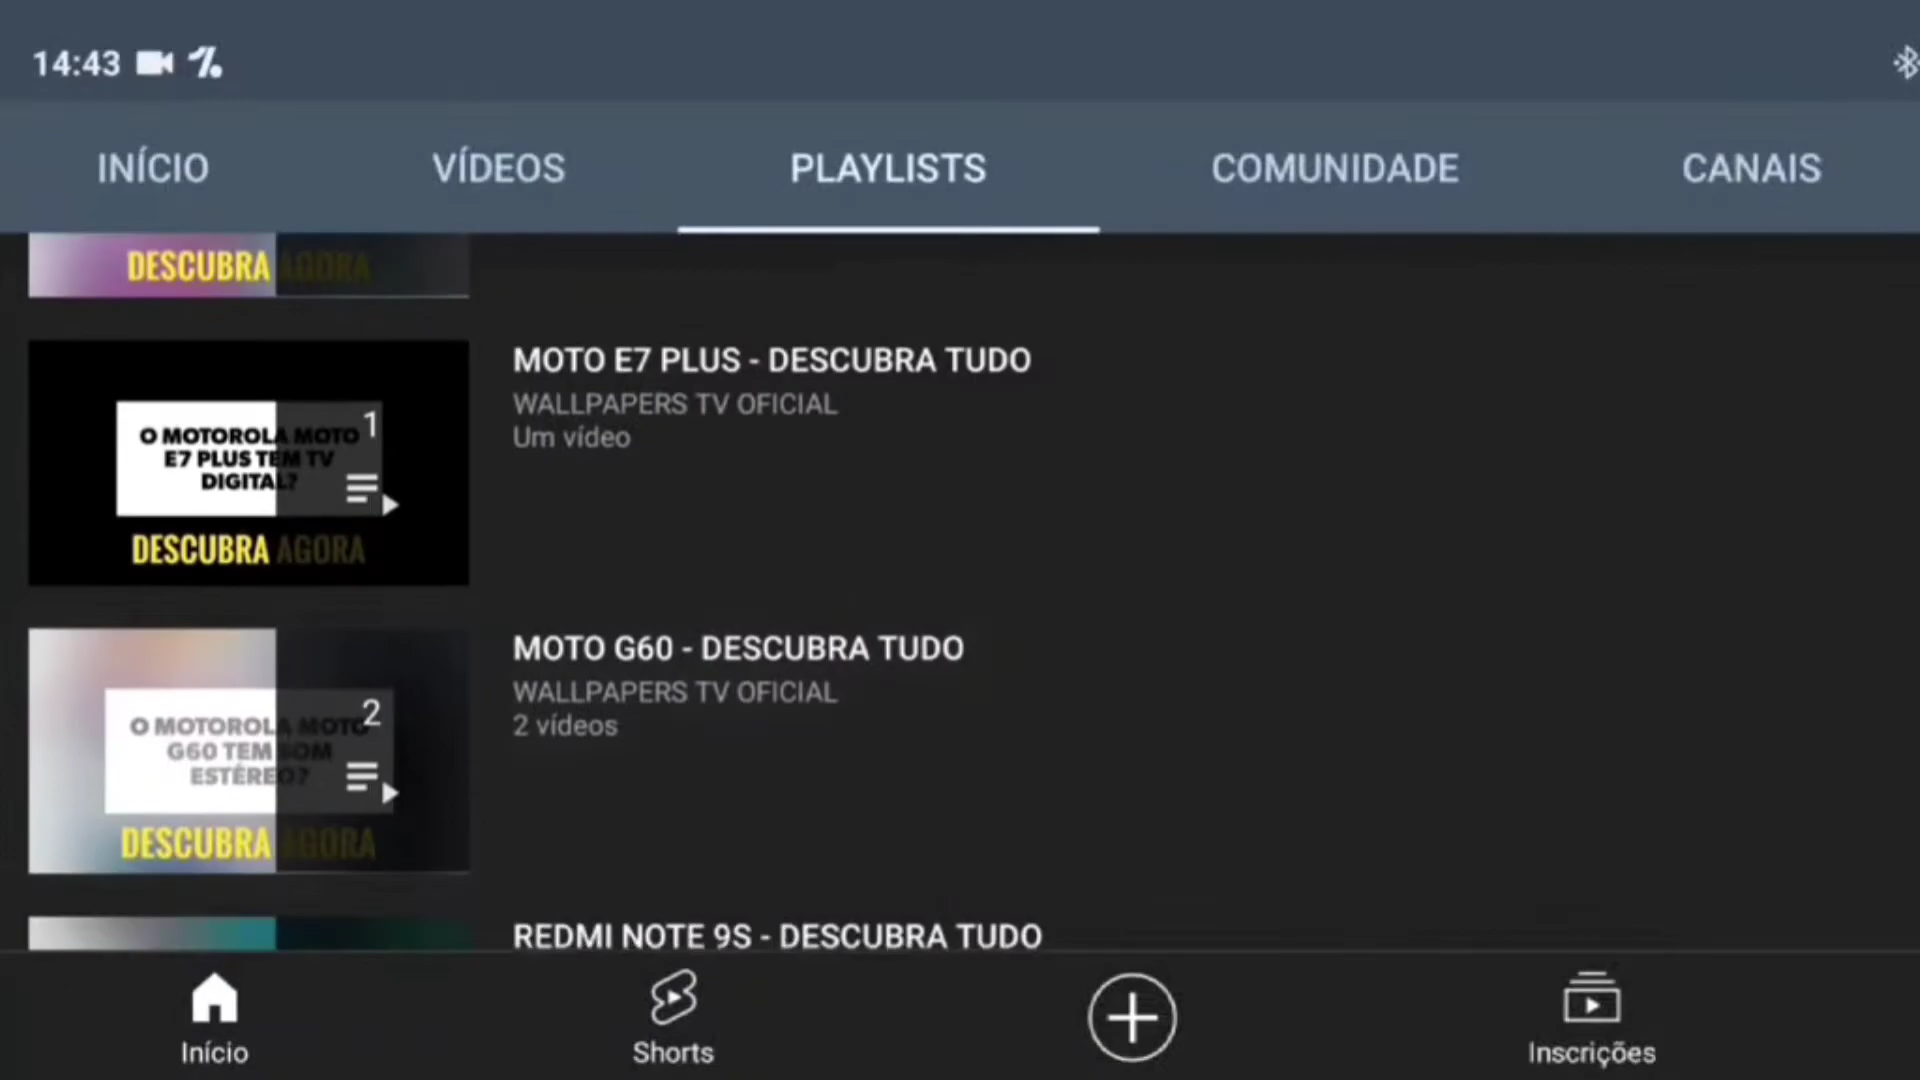 14:43
INÍCIO VÍDEOS PLAYLISTS COMUNIDADE CANAIS
DESCUBRA AGORA
MOTO E7 PLUS - DESCUBRA TUDO
WALLPAPERS TV OFICIAL
Um vídeo
1
O MOTOROLA MOTO
E7 PLUS TEM TV
DIGITAL?
DESCUBRA AGORA
MOTO G60 - DESCUBRA TUDO
WALLPAPERS TV OFICIAL
2 vídeos
2
O MOTOROLA MOTO
G60 TEM SOM
ESTÉREO?
DESCUBRA AGORA
REDMI NOTE 9S - DESCUBRA TUDO
Início Shorts Inscrições